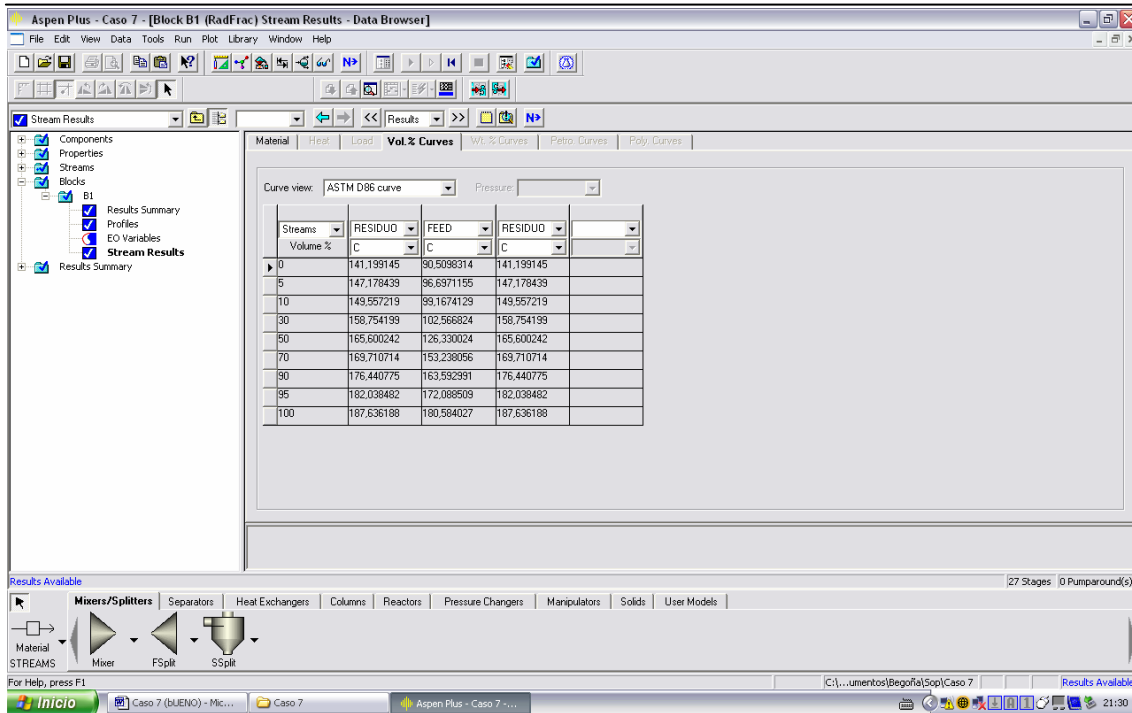 Aspen Plus - Caso 7 - [Block B1 (RadFrac) Stream Results - Data Browser]
File Edit View Data Tools Run Plot Library Window Help
N>
Stream Results
Results
N>
Components
Properties
Streams
Blocks
B1
Results Summary
Profiles
EO Variables
Stream Results
Results Summary
Material Heat Load Vol.% Curves Wt. % Curves Petro. Curves Poly. Curves
Curve view: ASTM D86 curve Pressure:
Streams RESIDUO FEED RESIDUO
Volume % C C C
0 141,199145 90,5098314 141,199145
5 147,178439 96,6971155 147,178439
10 149,557219 99,1674129 149,557219
30 158,754199 102,566824 158,754199
50 165,600242 126,330024 165,600242
70 169,710714 153,238056 169,710714
90 176,440775 163,592991 176,440775
95 182,038482 172,088509 182,038482
100 187,636188 180,584027 187,636188
Results Available 27 Stages 0 Pumparound(s)
Mixers/Splitters Separators Heat Exchangers Columns Reactors Pressure Changers Manipulators Solids User Models
Material
STREAMS Mixer FSplit SSplit
For Help, press F1 C:\...umentos\Begoña\Sop\Caso 7 Results Available
Inicio Caso 7 (bUENO) - Mic... Caso 7 Aspen Plus - Caso 7 -... 21:30